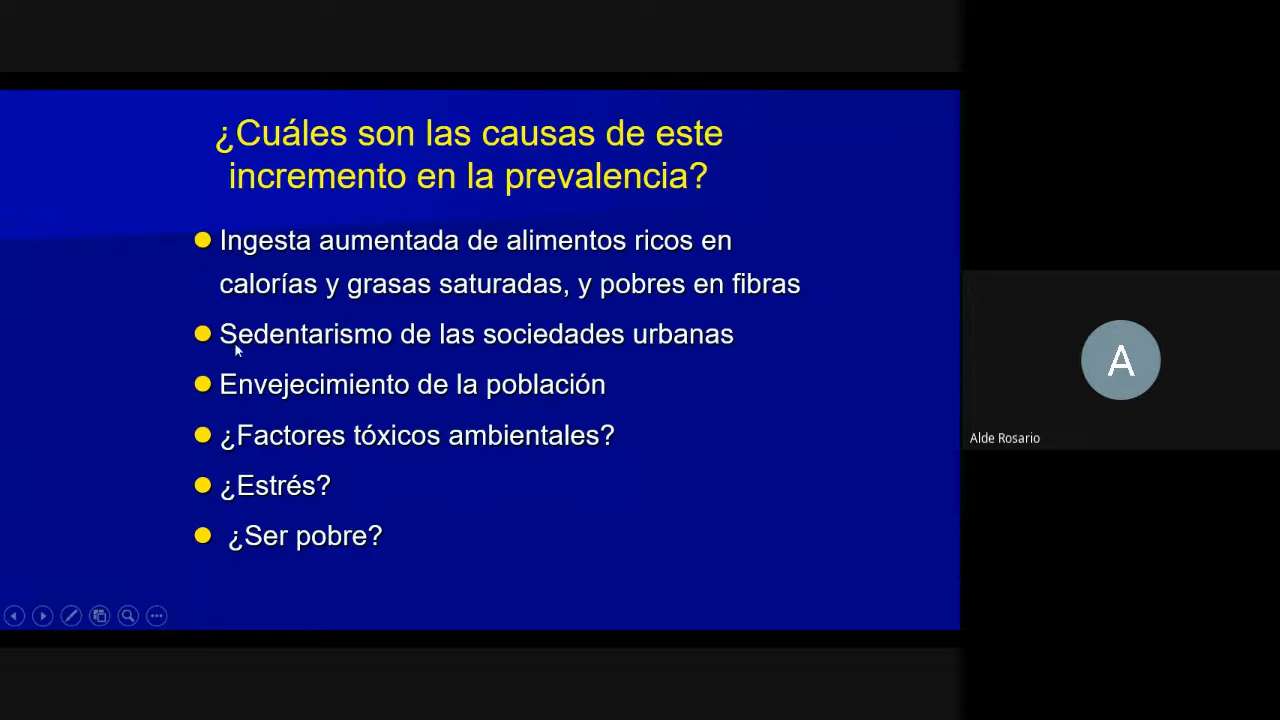 ¿Cuáles son las causas de este
incremento en la prevalencia?
Ingesta aumentada de alimentos ricos en
calorías y grasas saturadas, y pobres en fibras
Sedentarismo de las sociedades urbanas
Envejecimiento de la población
¿Factores tóxicos ambientales?
¿Estrés?
¿Ser pobre?
A
Alde Rosario